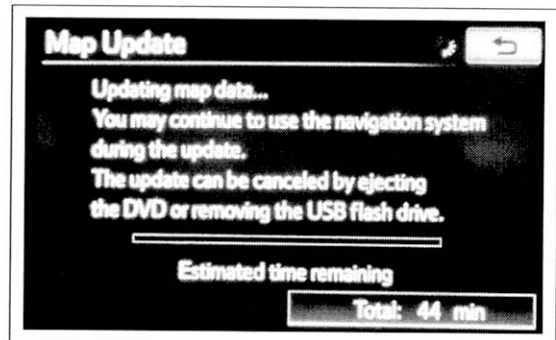 Map Update
Updating map data...
You may continue to use the navigation system
during the update.
The update can be canceled by ejecting
the DVD or removing the USB flash drive.
Estimated time remaining
Total: 44 min